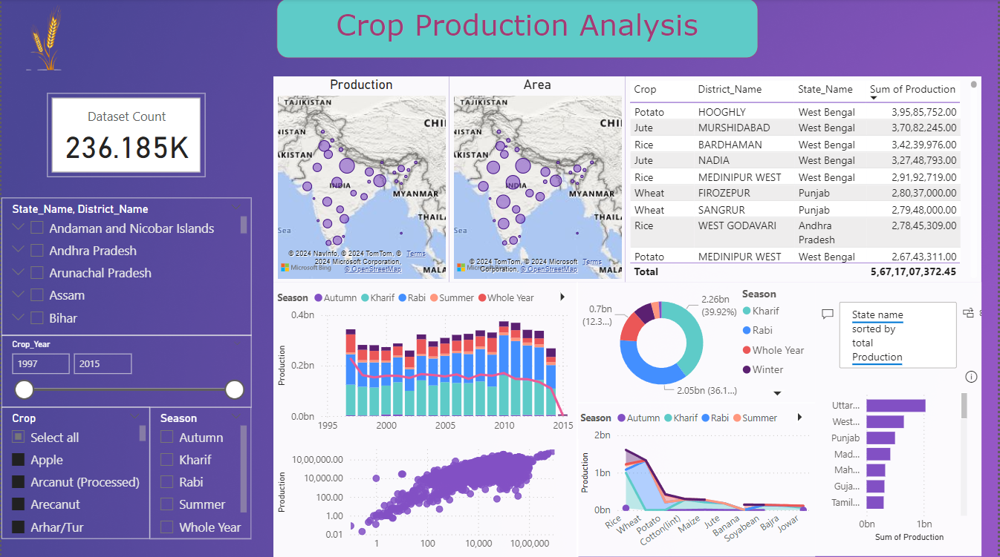 Crop Production Analysis
Dataset Count
236.185K
State_Name, District_Name
Andaman and Nicobar Islands
Andhra Pradesh
Arunachal Pradesh
Assam
Bihar
Crop_Year
1997 2015
Crop
Select all
Apple
Arcanut (Processed)
Arecanut
Arhar/Tur
Season
Autumn
Kharif
Rabi
Summer
Whole Year
Production
TAJIKISTAN
CHI
NISTAN
AKISTAN
INDIA
MYANMAR
THAIL
Sea
MALA
© 2024 NavInfo, © 2024 TomTom, © Terms
2024 Microsoft Corporation,
Microsoft Bing © OpenStreetMap
Area
TAJIKISTAN
CHI
NISTAN
AKISTAN
INDIA
MYANMAR
THAIL
Sea
MALA
© 2024 TomTom, © 2024 Microsoft Terms
Microsoft Bing Corporation, © OpenStreetMap
Crop District_Name State_Name Sum of Production
Potato HOOGHLY West Bengal 3,95,85,752.00
Jute MURSHIDABAD West Bengal 3,70,82,245.00
Rice BARDHAMAN West Bengal 3,42,39,976.00
Jute NADIA West Bengal 3,27,48,793.00
Rice MEDINIPUR WEST West Bengal 2,91,92,719.00
Wheat FIROZEPUR Punjab 2,80,37,000.00
Wheat SANGRUR Punjab 2,79,48,000.00
Rice WEST GODAVARI Andhra 2,78,45,309.00
Pradesh
Potato MEDINIPUR WEST West Bengal 2,67,43,311.00
Total 5,67,17,07,372.45
Season Autumn Kharif Rabi Summer Whole Year
Production
0.4bn
0.2bn
0.0bn
1995 2000 2005 2010 2015
Production
10,00,000.00
10,000.00
100.00
1.00
0.01
1 100 10,000 10,00,000
2.26bn
(39.92%)
0.7bn
(12.3...)
2.05bn (36.1...)
Season
Kharif
Rabi
Whole Year
Winter
Season Autumn Kharif Rabi Summer
Production
2bn
1bn
0bn
Rice Wheat Potato Cotton(lint) Maize Jute Banana Soyabean Bajra Jowar
State name
sorted by
total
Production
Uttar...
West...
Punjab
Mad...
Mah...
Guja...
Tamil...
0bn 1bn
Sum of Production